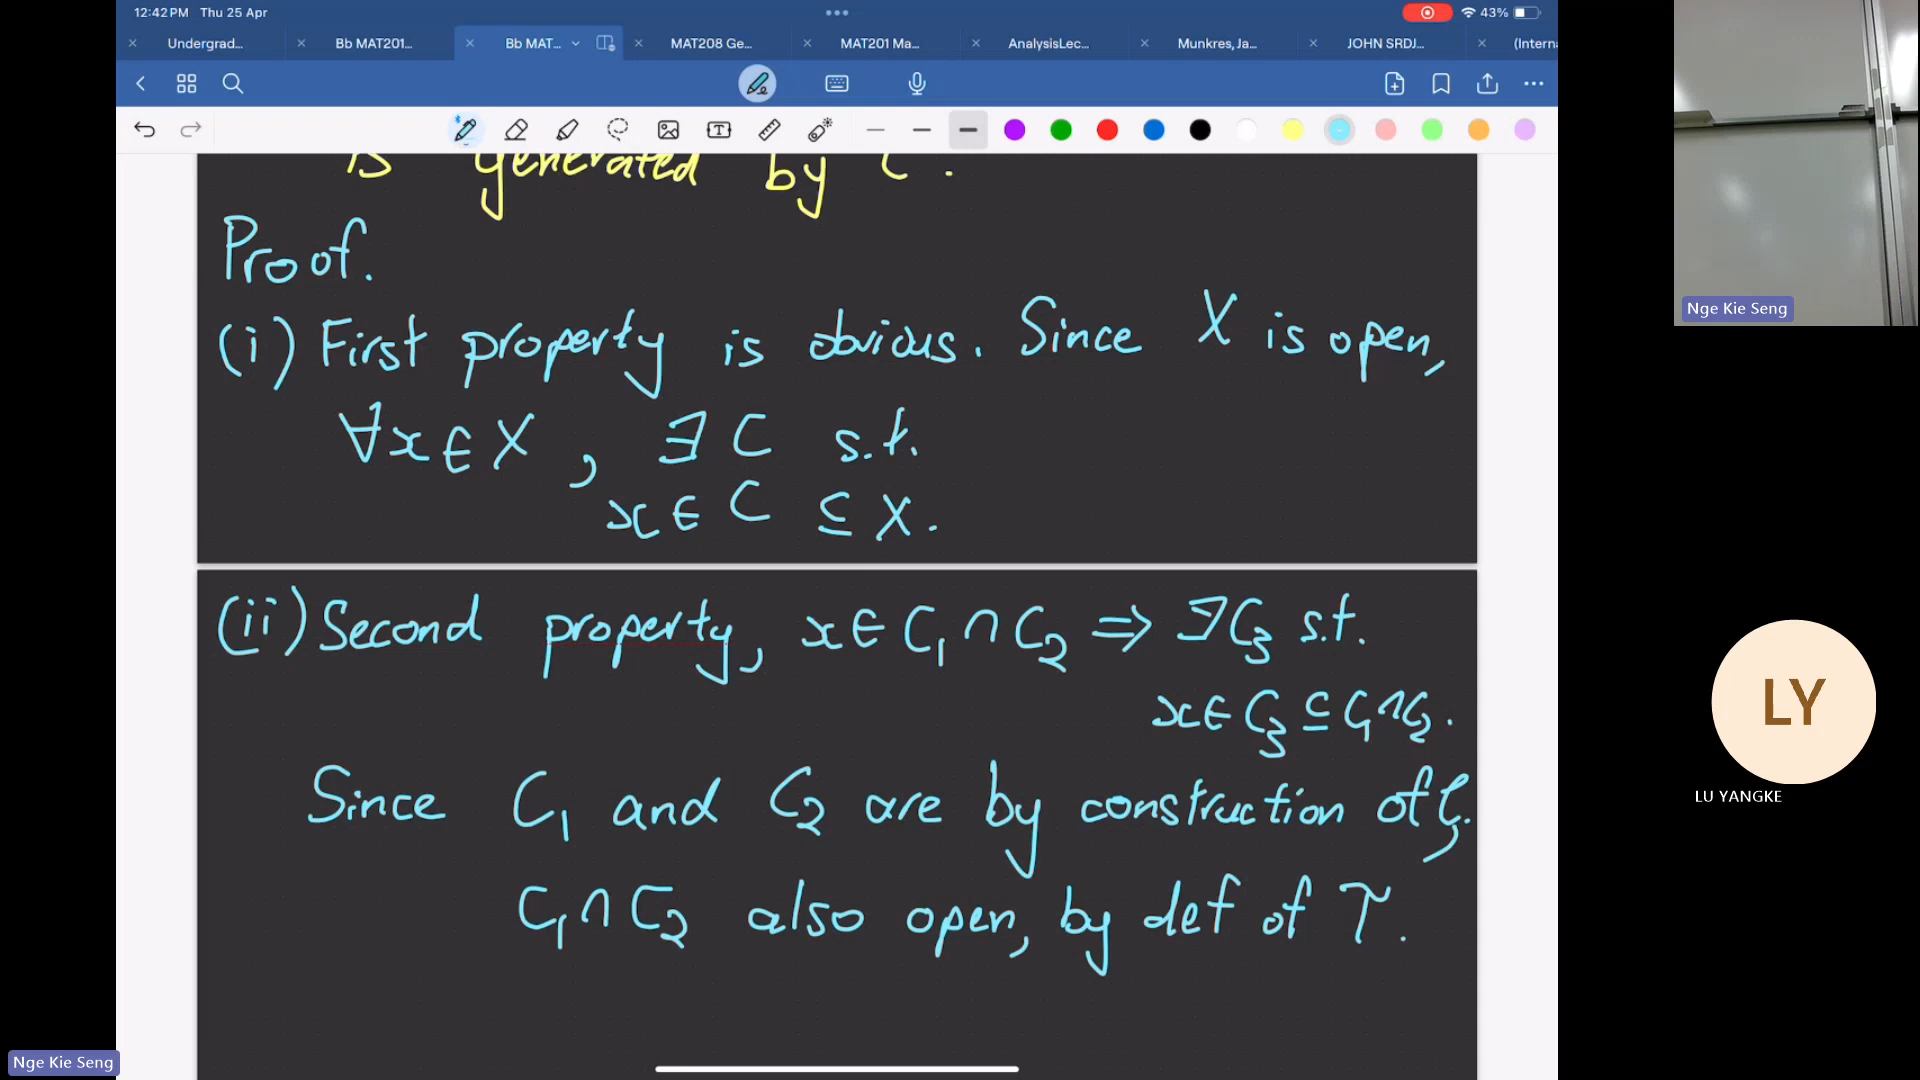 12:42 PM Thu 25 Apr
43%
Undergrad...
Bb MAT201...
Bb MAT...
MAT208 Ge...
MAT201 Ma...
AnalysisLec...
Munkres, Ja...
JOHN SRDJ...
(Intern
is generated by C.
Proof.
(i) First property is obvious. Since X is open,
∀x∈X, ∃ C s.t.
x∈ C ⊆ X.
(ii) Second property, x∈ C₁ ∩ C₂ ⇒ ∃C₃ s.t.
x∈ C₃ ⊆ C₁∩C₂.
Since C₁ and C₂ are by construction of C.
C₁∩C₂ also open, by def of T.
Nge Kie Seng
LY
LU YANGKE
Nge Kie Seng